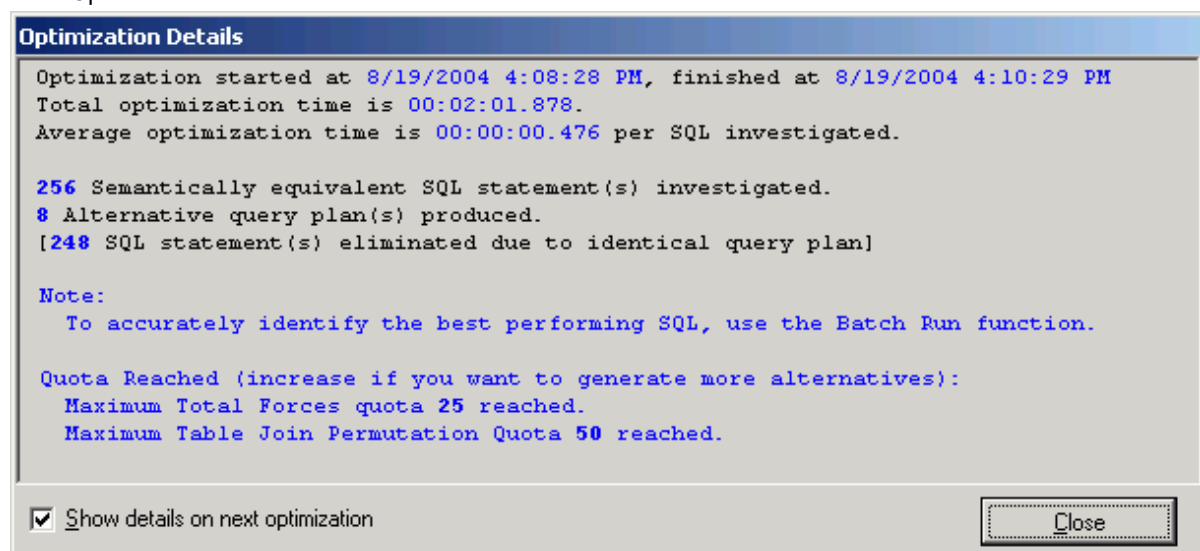 Optimization Details
Optimization started at 8/19/2004 4:08:28 PM, finished at 8/19/2004 4:10:29 PM
Total optimization time is 00:02:01.878.
Average optimization time is 00:00:00.476 per SQL investigated.
256 Semantically equivalent SQL statement(s) investigated.
8 Alternative query plan(s) produced.
[248 SQL statement(s) eliminated due to identical query plan]
Note:
To accurately identify the best performing SQL, use the Batch Run function.
Quota Reached (increase if you want to generate more alternatives):
Maximum Total Forces quota 25 reached.
Maximum Table Join Permutation Quota 50 reached.
Show details on next optimization
Close